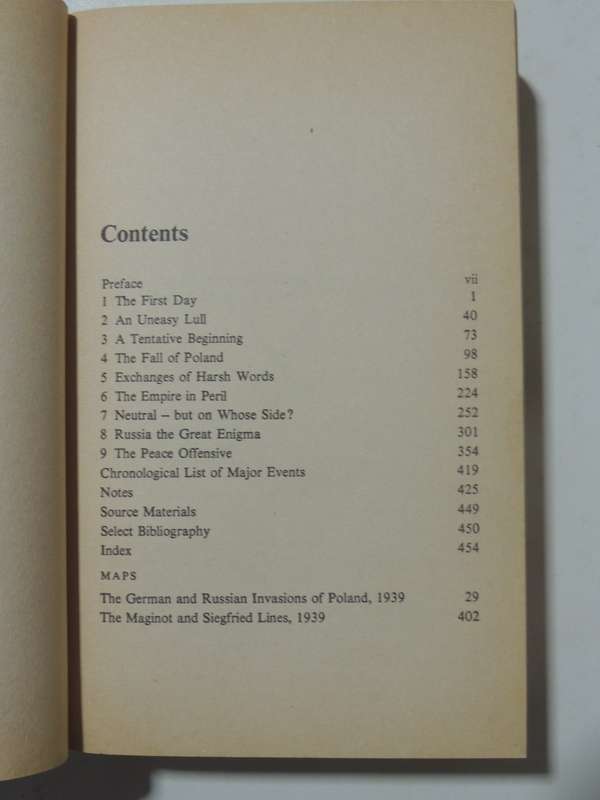 Contents
Preface vii
1 The First Day 1
2 An Uneasy Lull 40
3 A Tentative Beginning 73
4 The Fall of Poland 98
5 Exchanges of Harsh Words 158
6 The Empire in Peril 224
7 Neutral – but on Whose Side? 252
8 Russia the Great Enigma 301
9 The Peace Offensive 354
Chronological List of Major Events 419
Notes 425
Source Materials 449
Select Bibliography 450
Index 454
MAPS
The German and Russian Invasions of Poland, 1939 29
The Maginot and Siegfried Lines, 1939 402